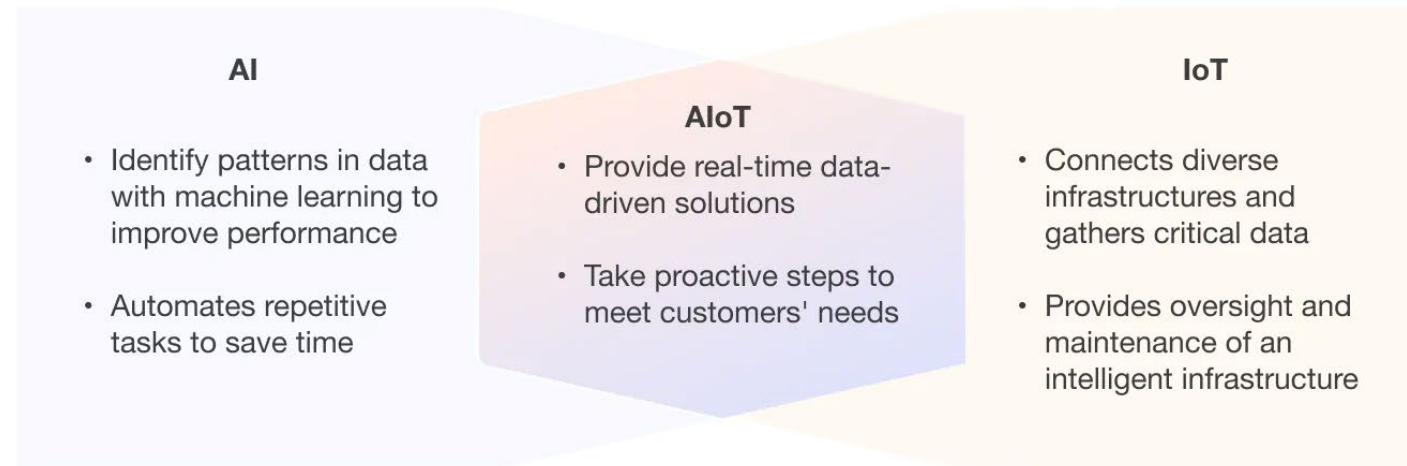 AI
• Identify patterns in data
with machine learning to
improve performance
• Automates repetitive
tasks to save time
AIoT
• Provide real-time data-
driven solutions
• Take proactive steps to
meet customers' needs
IoT
• Connects diverse
infrastructures and
gathers critical data
• Provides oversight and
maintenance of an
intelligent infrastructure